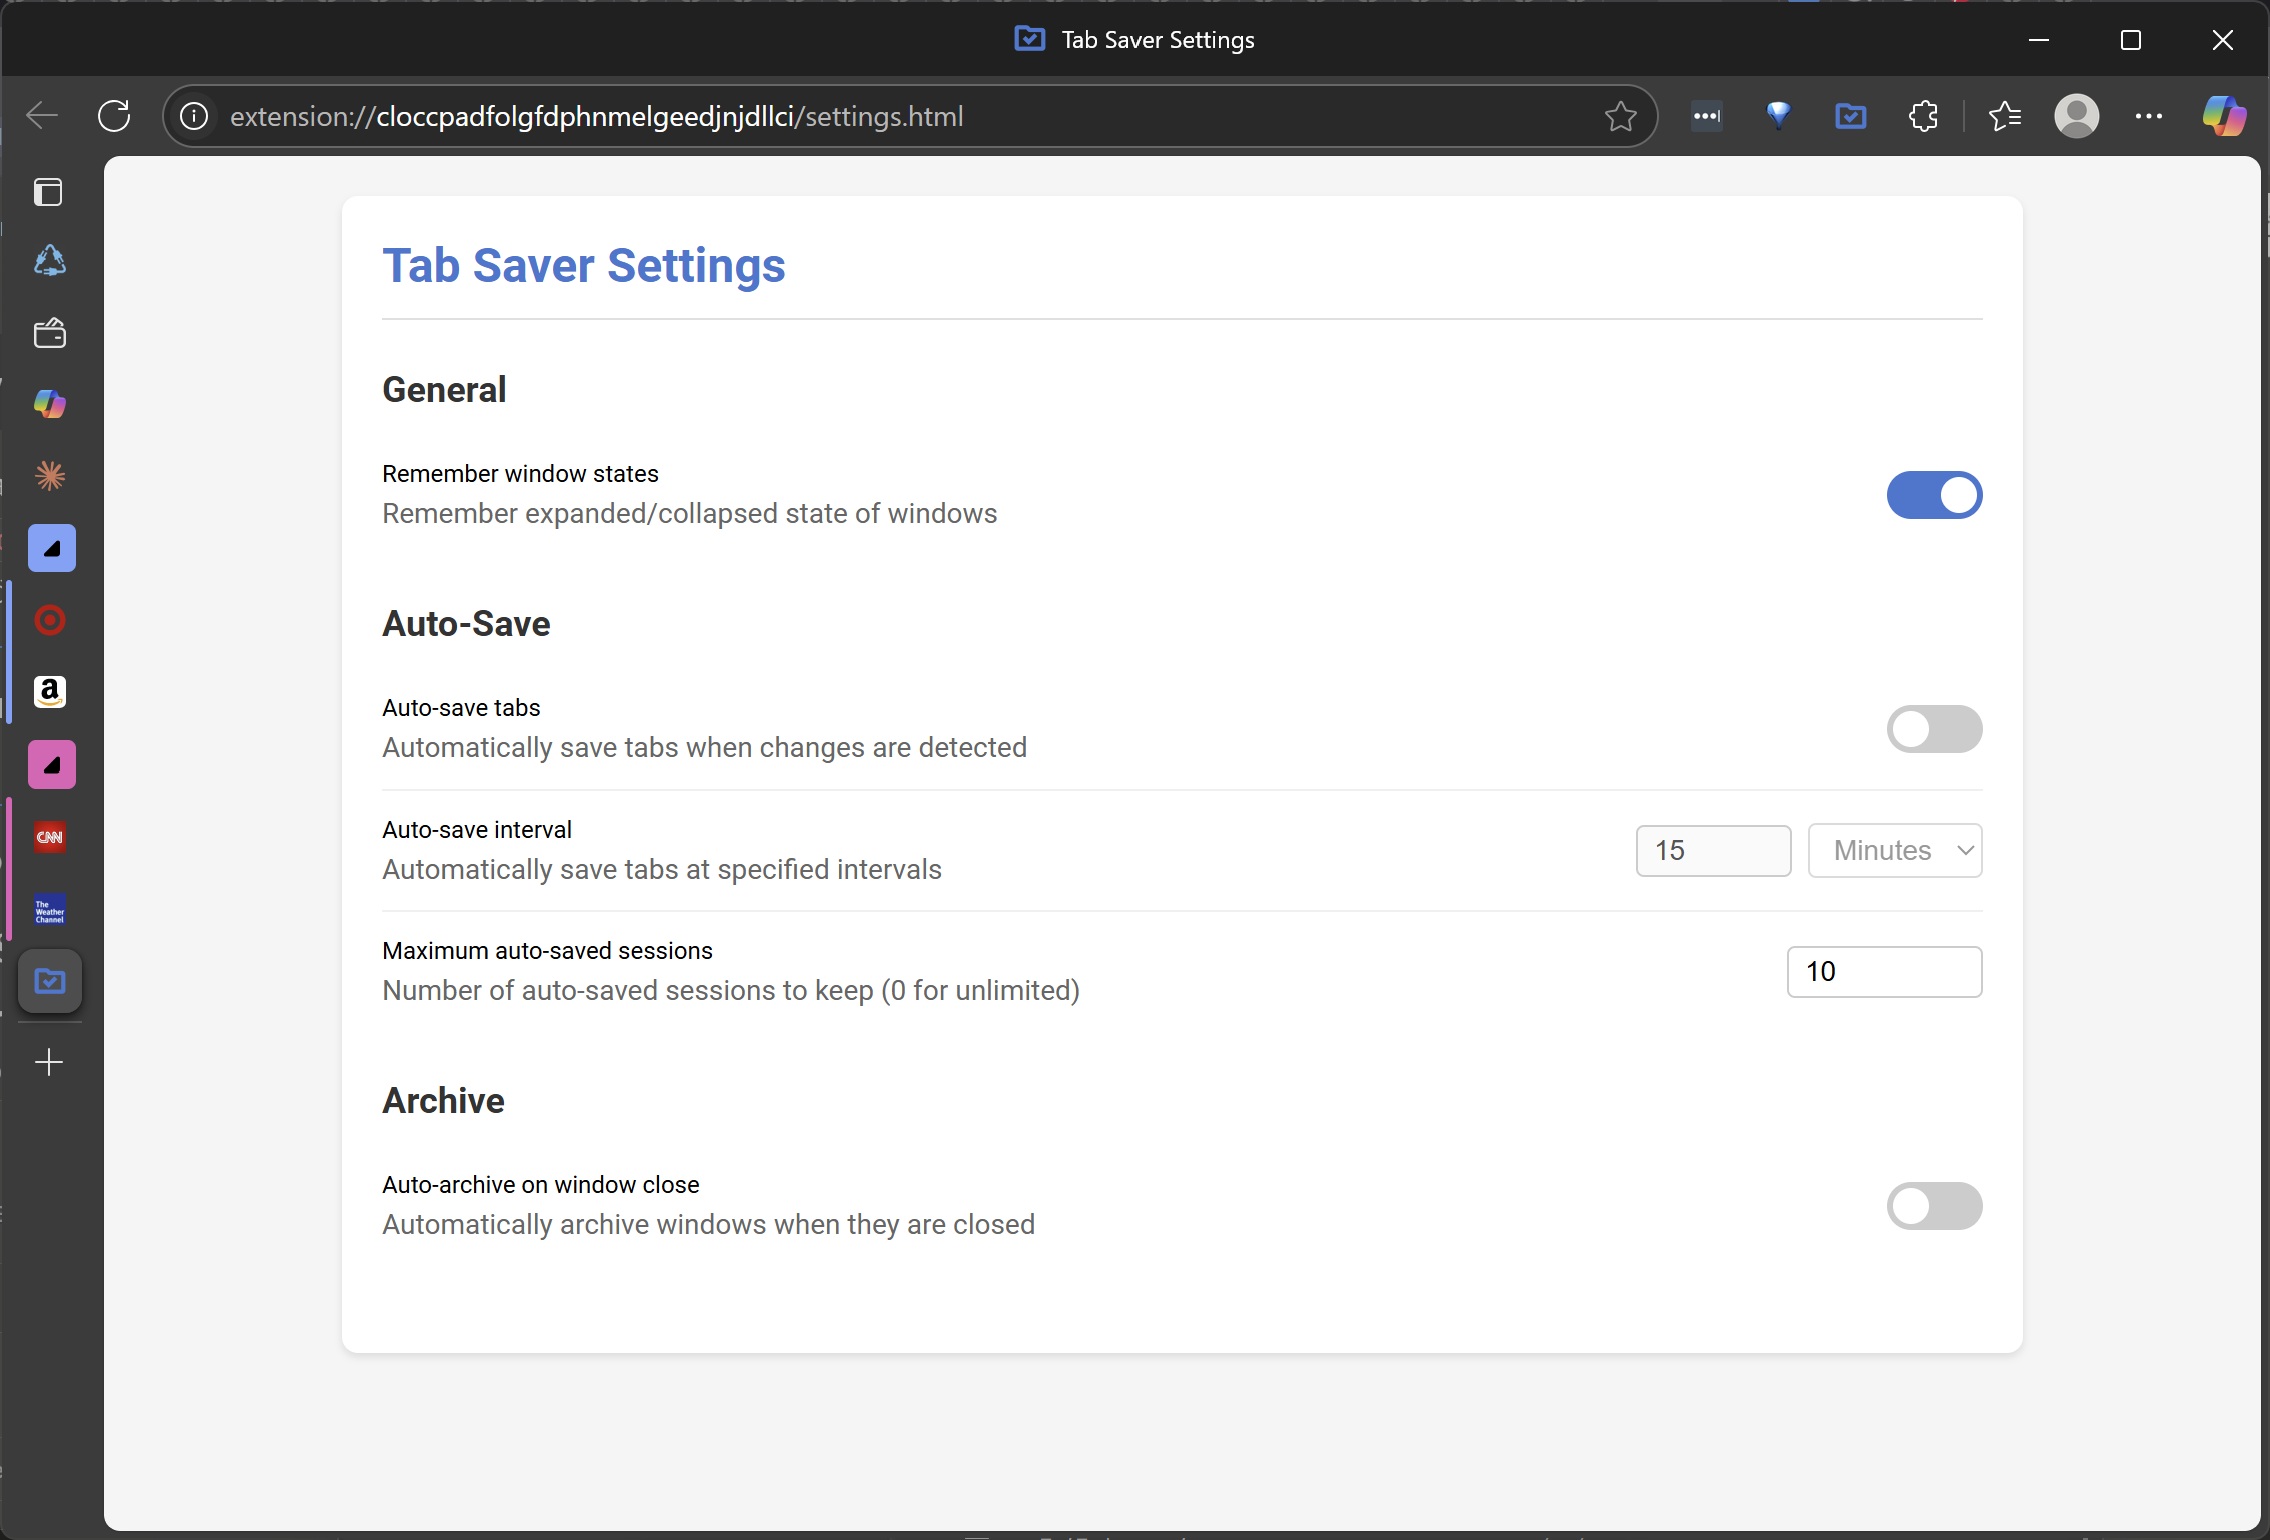 Tab Saver Settings
extension://cloccpadfolgfdphnmelgeedjnjdllci/settings.html
Tab Saver Settings
General
Remember window states
Remember expanded/collapsed state of windows
Auto-Save
a
Auto-save tabs
Automatically save tabs when changes are detected
CNN
Auto-save interval
Automatically save tabs at specified intervals
15
Minutes
The
Weather
Channel
Maximum auto-saved sessions
Number of auto-saved sessions to keep (0 for unlimited)
10
Archive
Auto-archive on window close
Automatically archive windows when they are closed